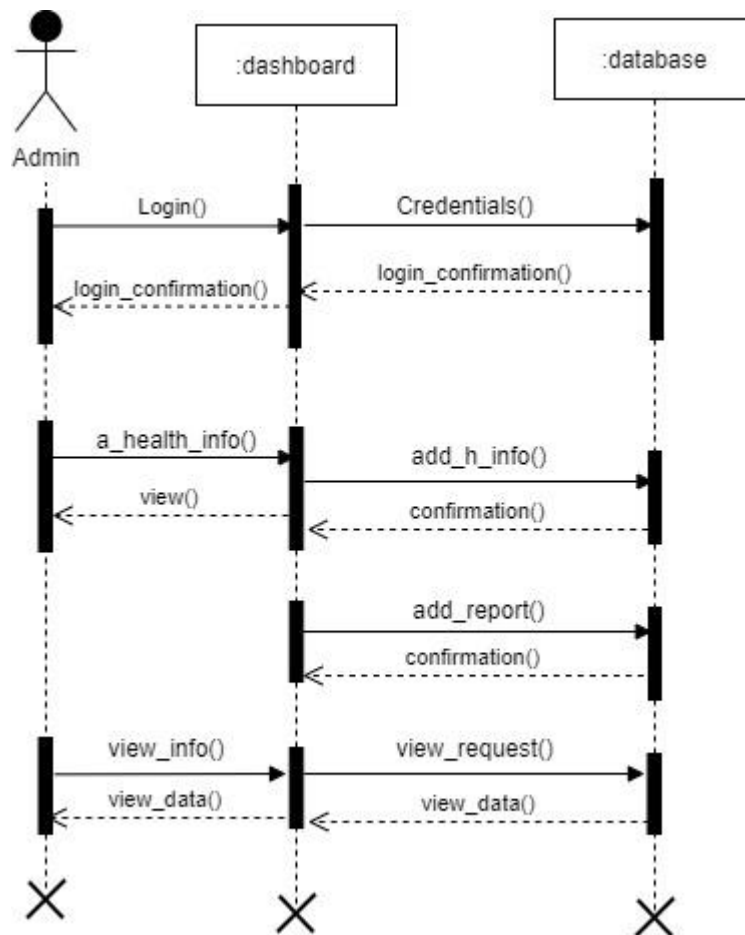 :dashboard
:database
Admin
Login()
Credentials()
login_confirmation()
login_confirmation()
a_health_info()
add_h_info()
view()
confirmation()
add_report()
confirmation()
view_info()
view_request()
view_data()
view_data()